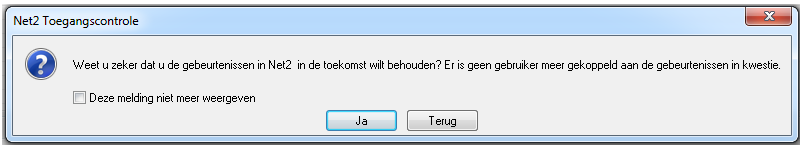 Net2 Toegangscontrole
Weet u zeker dat u de gebeurtenissen in Net2 in de toekomst wilt behouden? Er is geen gebruiker meer gekoppeld aan de gebeurtenissen in kwestie.
Deze melding niet meer weergeven
Ja Terug